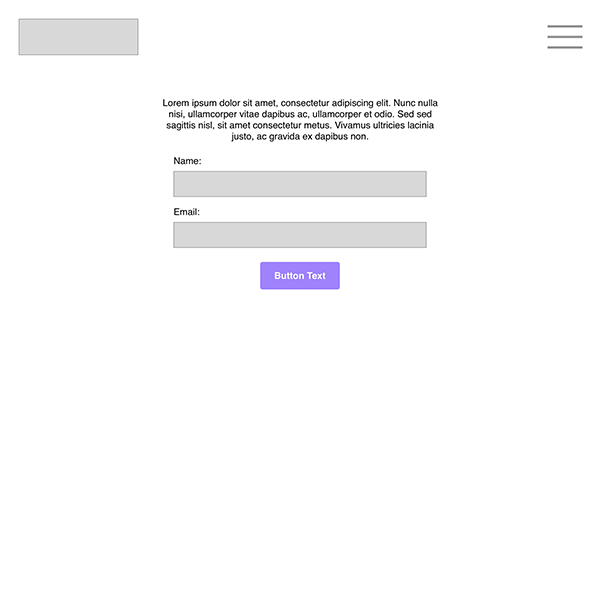 Lorem ipsum dolor sit amet, consectetur adipiscing elit. Nunc nulla
nisi, ullamcorper vitae dapibus ac, ullamcorper et odio. Sed sed
sagittis nisl, sit amet consectetur metus. Vivamus ultricies lacinia
justo, ac gravida ex dapibus non.
Name:
Email:
Button Text